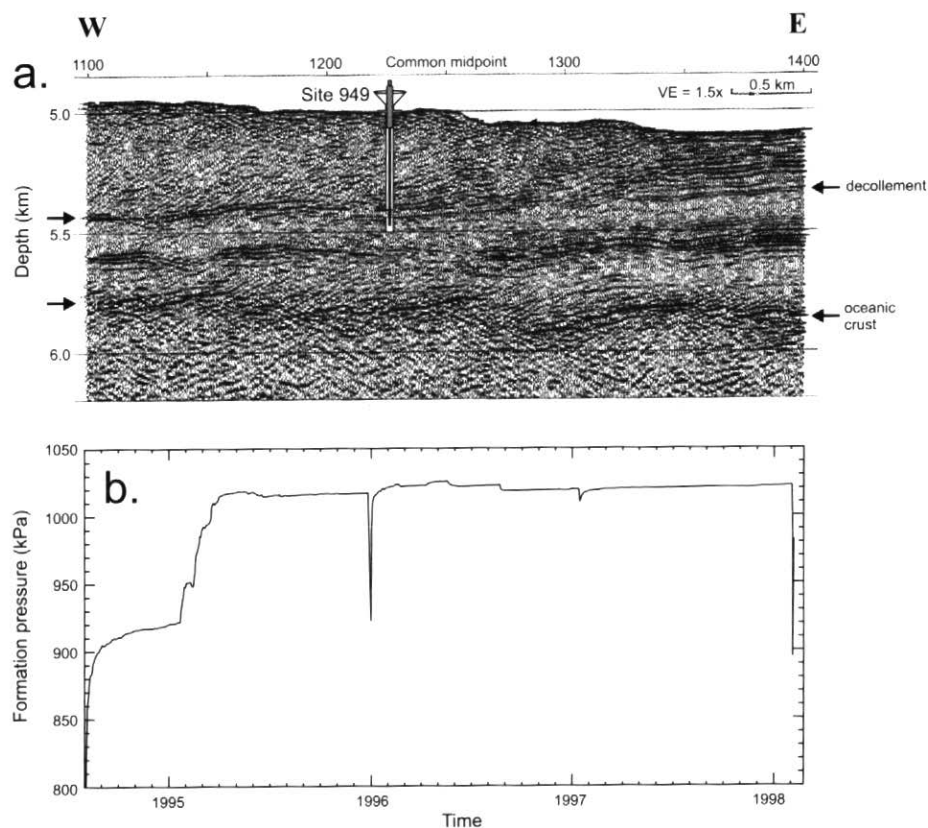 W E
a.
1100 1200 Common midpoint 1300 1400
Site 949
VE = 1.5x 0.5 km
5.0
decollement
Depth (km)
5.5
oceanic
crust
6.0
b.
1050
1000
950
900
850
800
Formation pressure (kPa)
1995 1996 1997 1998
Time